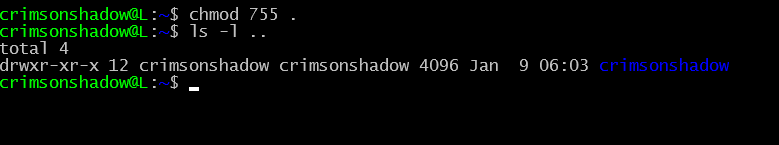 crimsonshadow@L:~$ chmod 755 .
crimsonshadow@L:~$ ls -l ..
total 4
drwxr-xr-x 12 crimsonshadow crimsonshadow 4096 Jan  9 06:03 crimsonshadow
crimsonshadow@L:~$